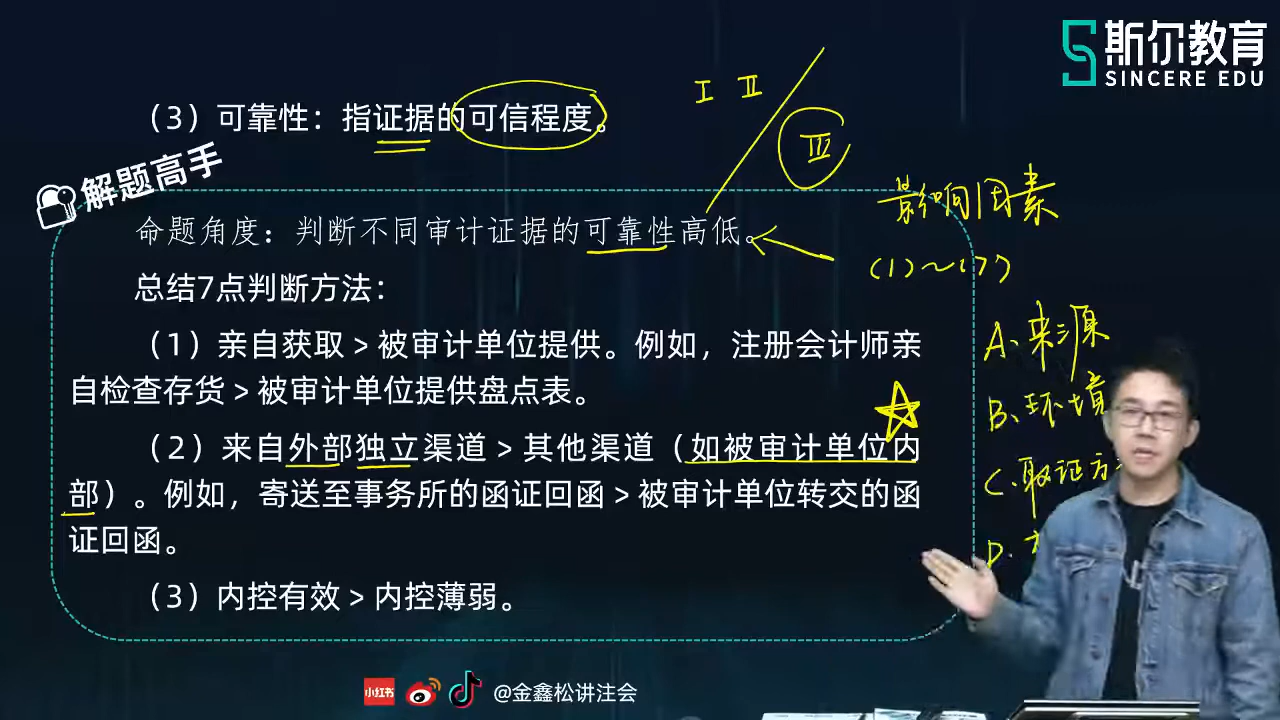 斯尔教育
SINCERE EDU
（3）可靠性：指证据的可信程度。
I II
III
解题高手
影响因素
命题角度：判断不同审计证据的可靠性高低。
(1)~(7)
总结7点判断方法：
（1）亲自获取 > 被审计单位提供。例如，注册会计师亲
自检查存货 > 被审计单位提供盘点表。
A、来源
B、环境
（2）来自外部独立渠道 > 其他渠道（如被审计单位内
部）。例如，寄送至事务所的函证回函 > 被审计单位转交的函
证回函。
C、取证方
D、
（3）内控有效 > 内控薄弱。
小红书
@金鑫松讲注会